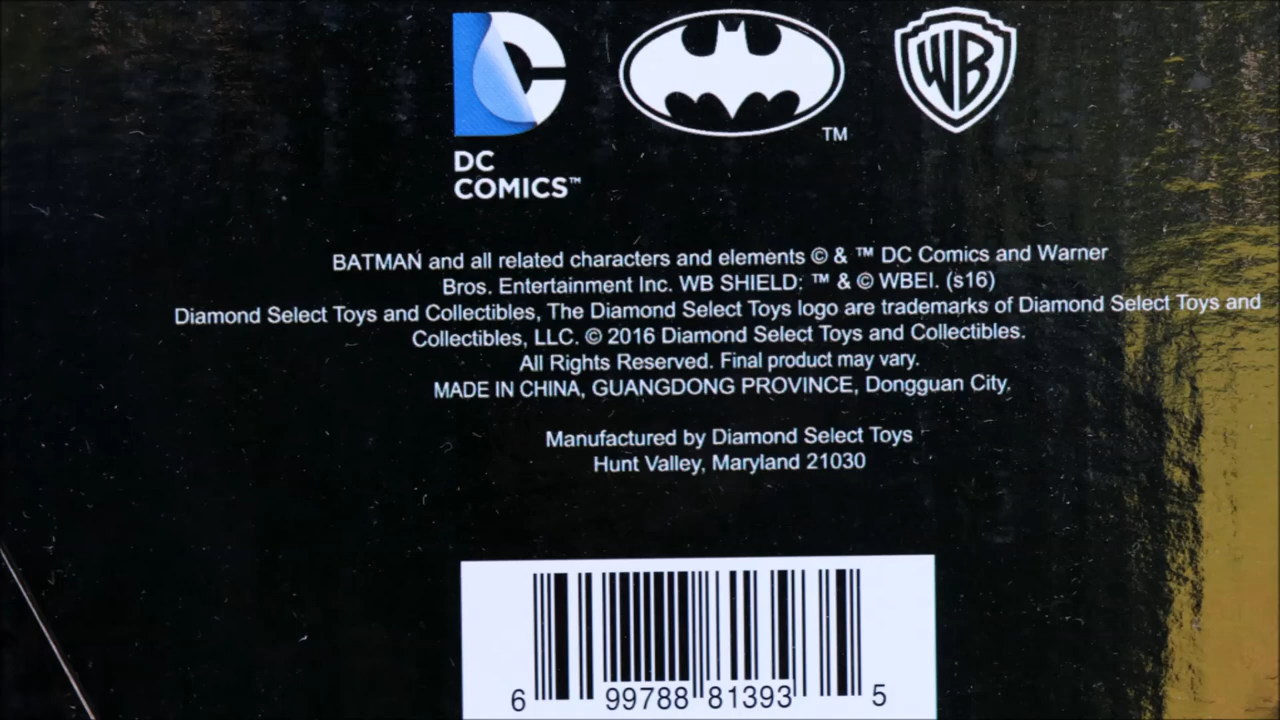 DC
COMICS™
TM
WB
BATMAN and all related characters and elements © & ™ DC Comics and Warner
Bros. Entertainment Inc. WB SHIELD: ™ & © WBEI. (s16)
Diamond Select Toys and Collectibles, The Diamond Select Toys logo are trademarks of Diamond Select Toys and
Collectibles, LLC. © 2016 Diamond Select Toys and Collectibles.
All Rights Reserved. Final product may vary.
MADE IN CHINA, GUANGDONG PROVINCE, Dongguan City.
Manufactured by Diamond Select Toys
Hunt Valley, Maryland 21030
6 99788 81393 5